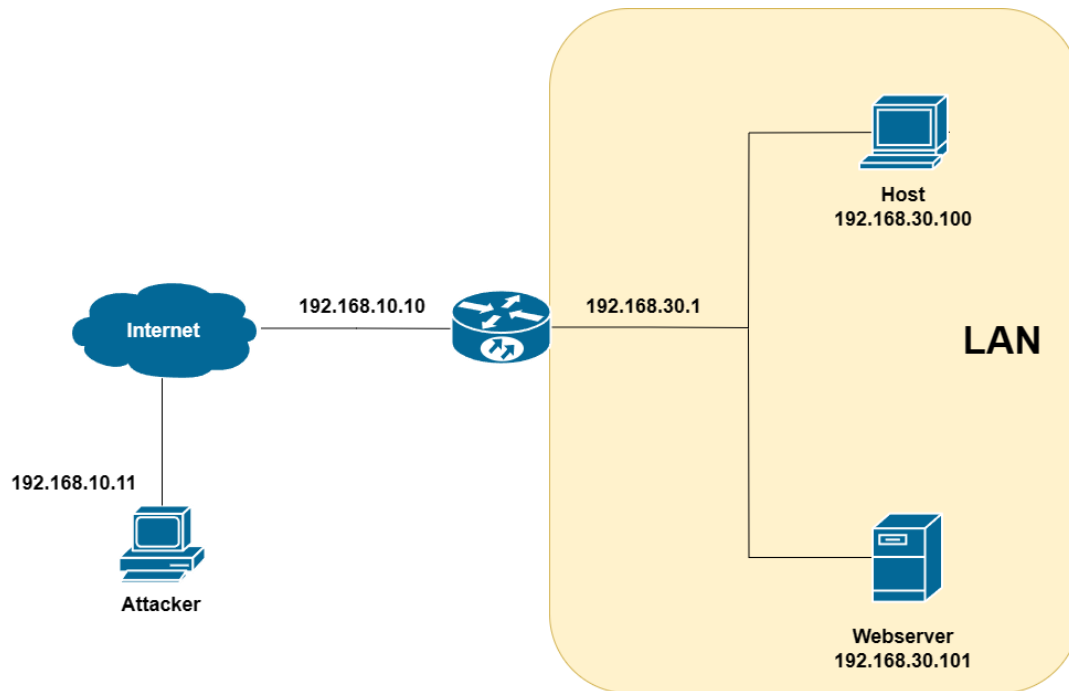 Host
192.168.30.100
192.168.10.10
192.168.30.1
Internet
LAN
192.168.10.11
Attacker
Webserver
192.168.30.101